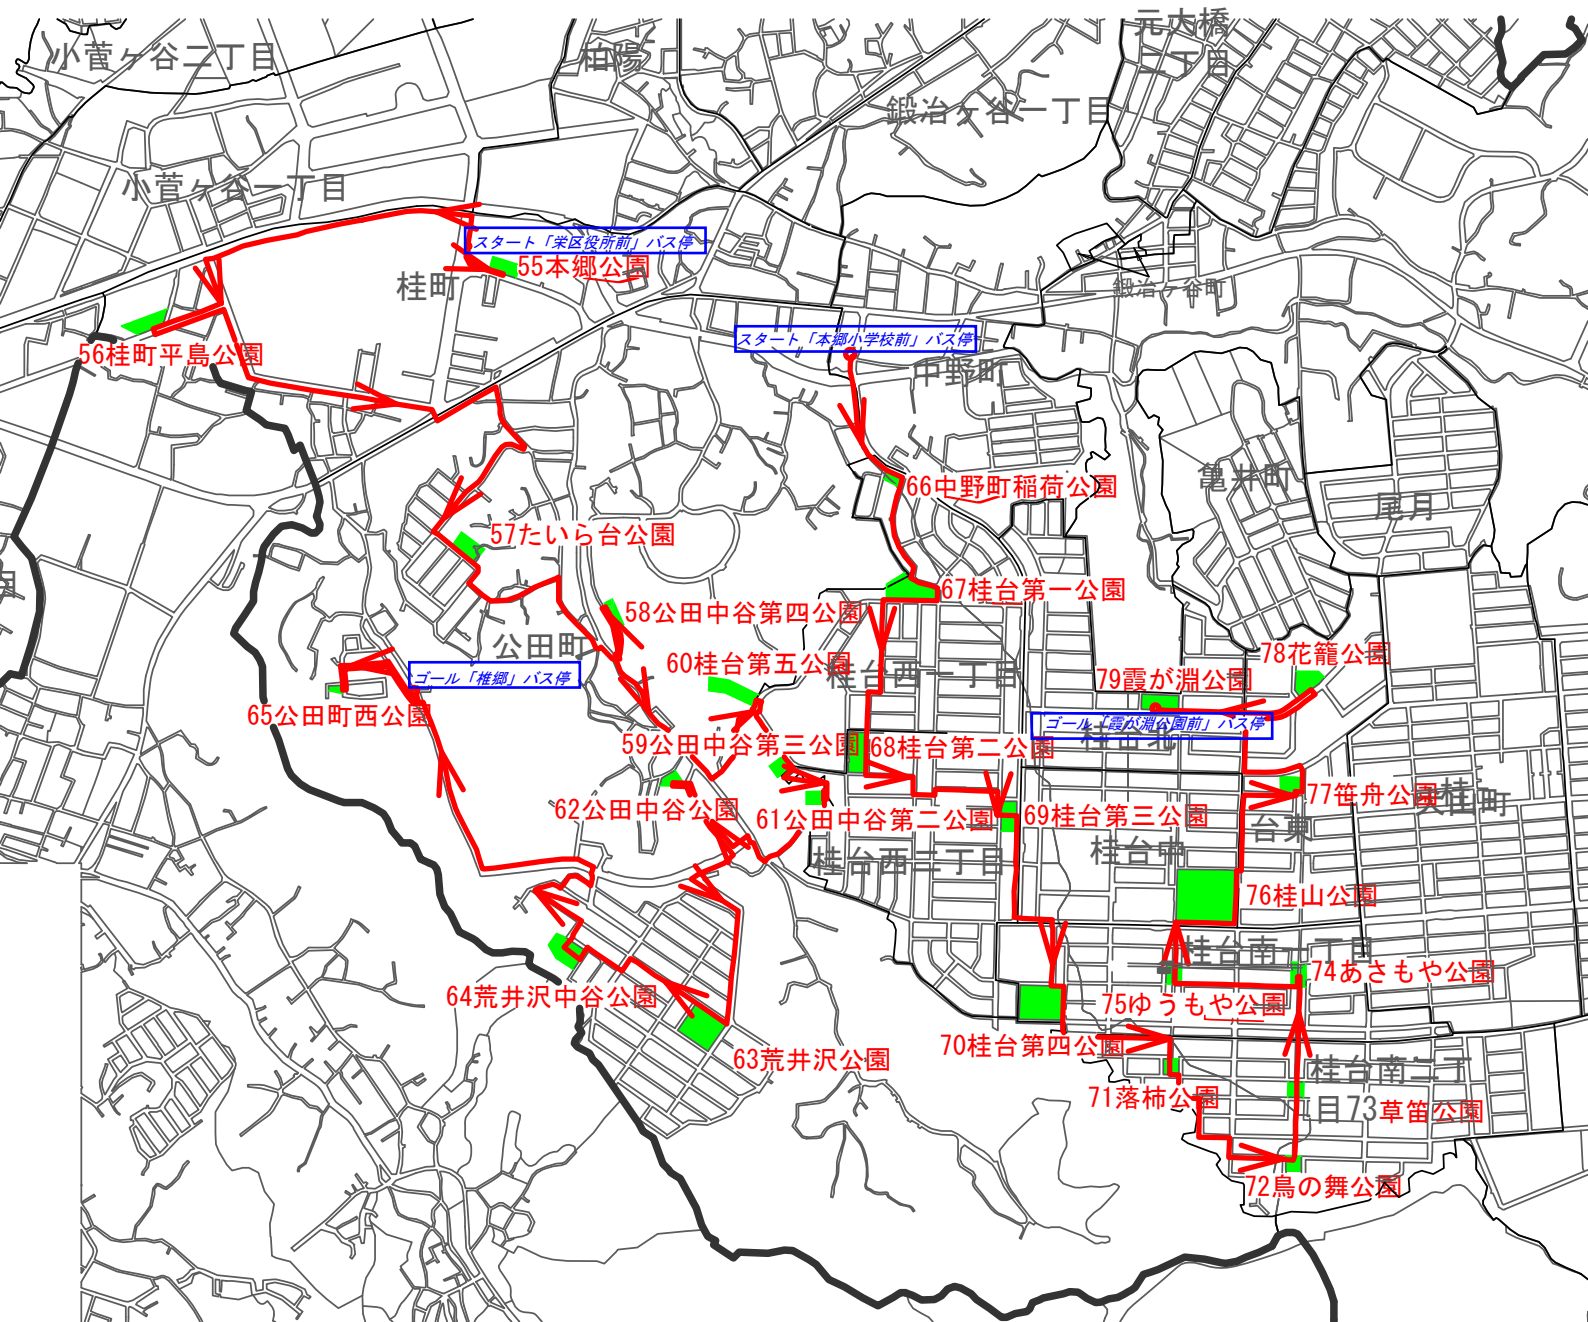 小菅ヶ谷二丁目
柏陽
元大橋
二丁目
鍛冶ヶ谷一丁目
小菅ヶ谷一丁目
スタート「栄区役所前」バス停
55本郷公園
桂町
鍛冶ヶ谷町
56桂町平島公園
スタート「本郷小学校前」バス停
中野町
66中野町稲荷公園
亀井町
尾月
57たいら台公園
67桂台第一公園
58公田中谷第四公園
公田町
60桂台第五公園
桂台西一丁目
78花籠公園
79霞が淵公園
ゴール「椎郷」バス停
65公田町西公園
ゴール「霞が淵公園前」バス停
桂台北
59公田中谷第三公園
68桂台第二公園
77笹舟公園
62公田中谷公園
61公田中谷第二公園
69桂台第三公園
台東
桂台中
桂台西二丁目
76桂山公園
桂台南一丁目
74あさもや公園
64荒井沢中谷公園
75ゆうもや公園
70桂台第四公園
63荒井沢公園
桂台南二丁
71落柿公園
目73草笛公園
72鳥の舞公園